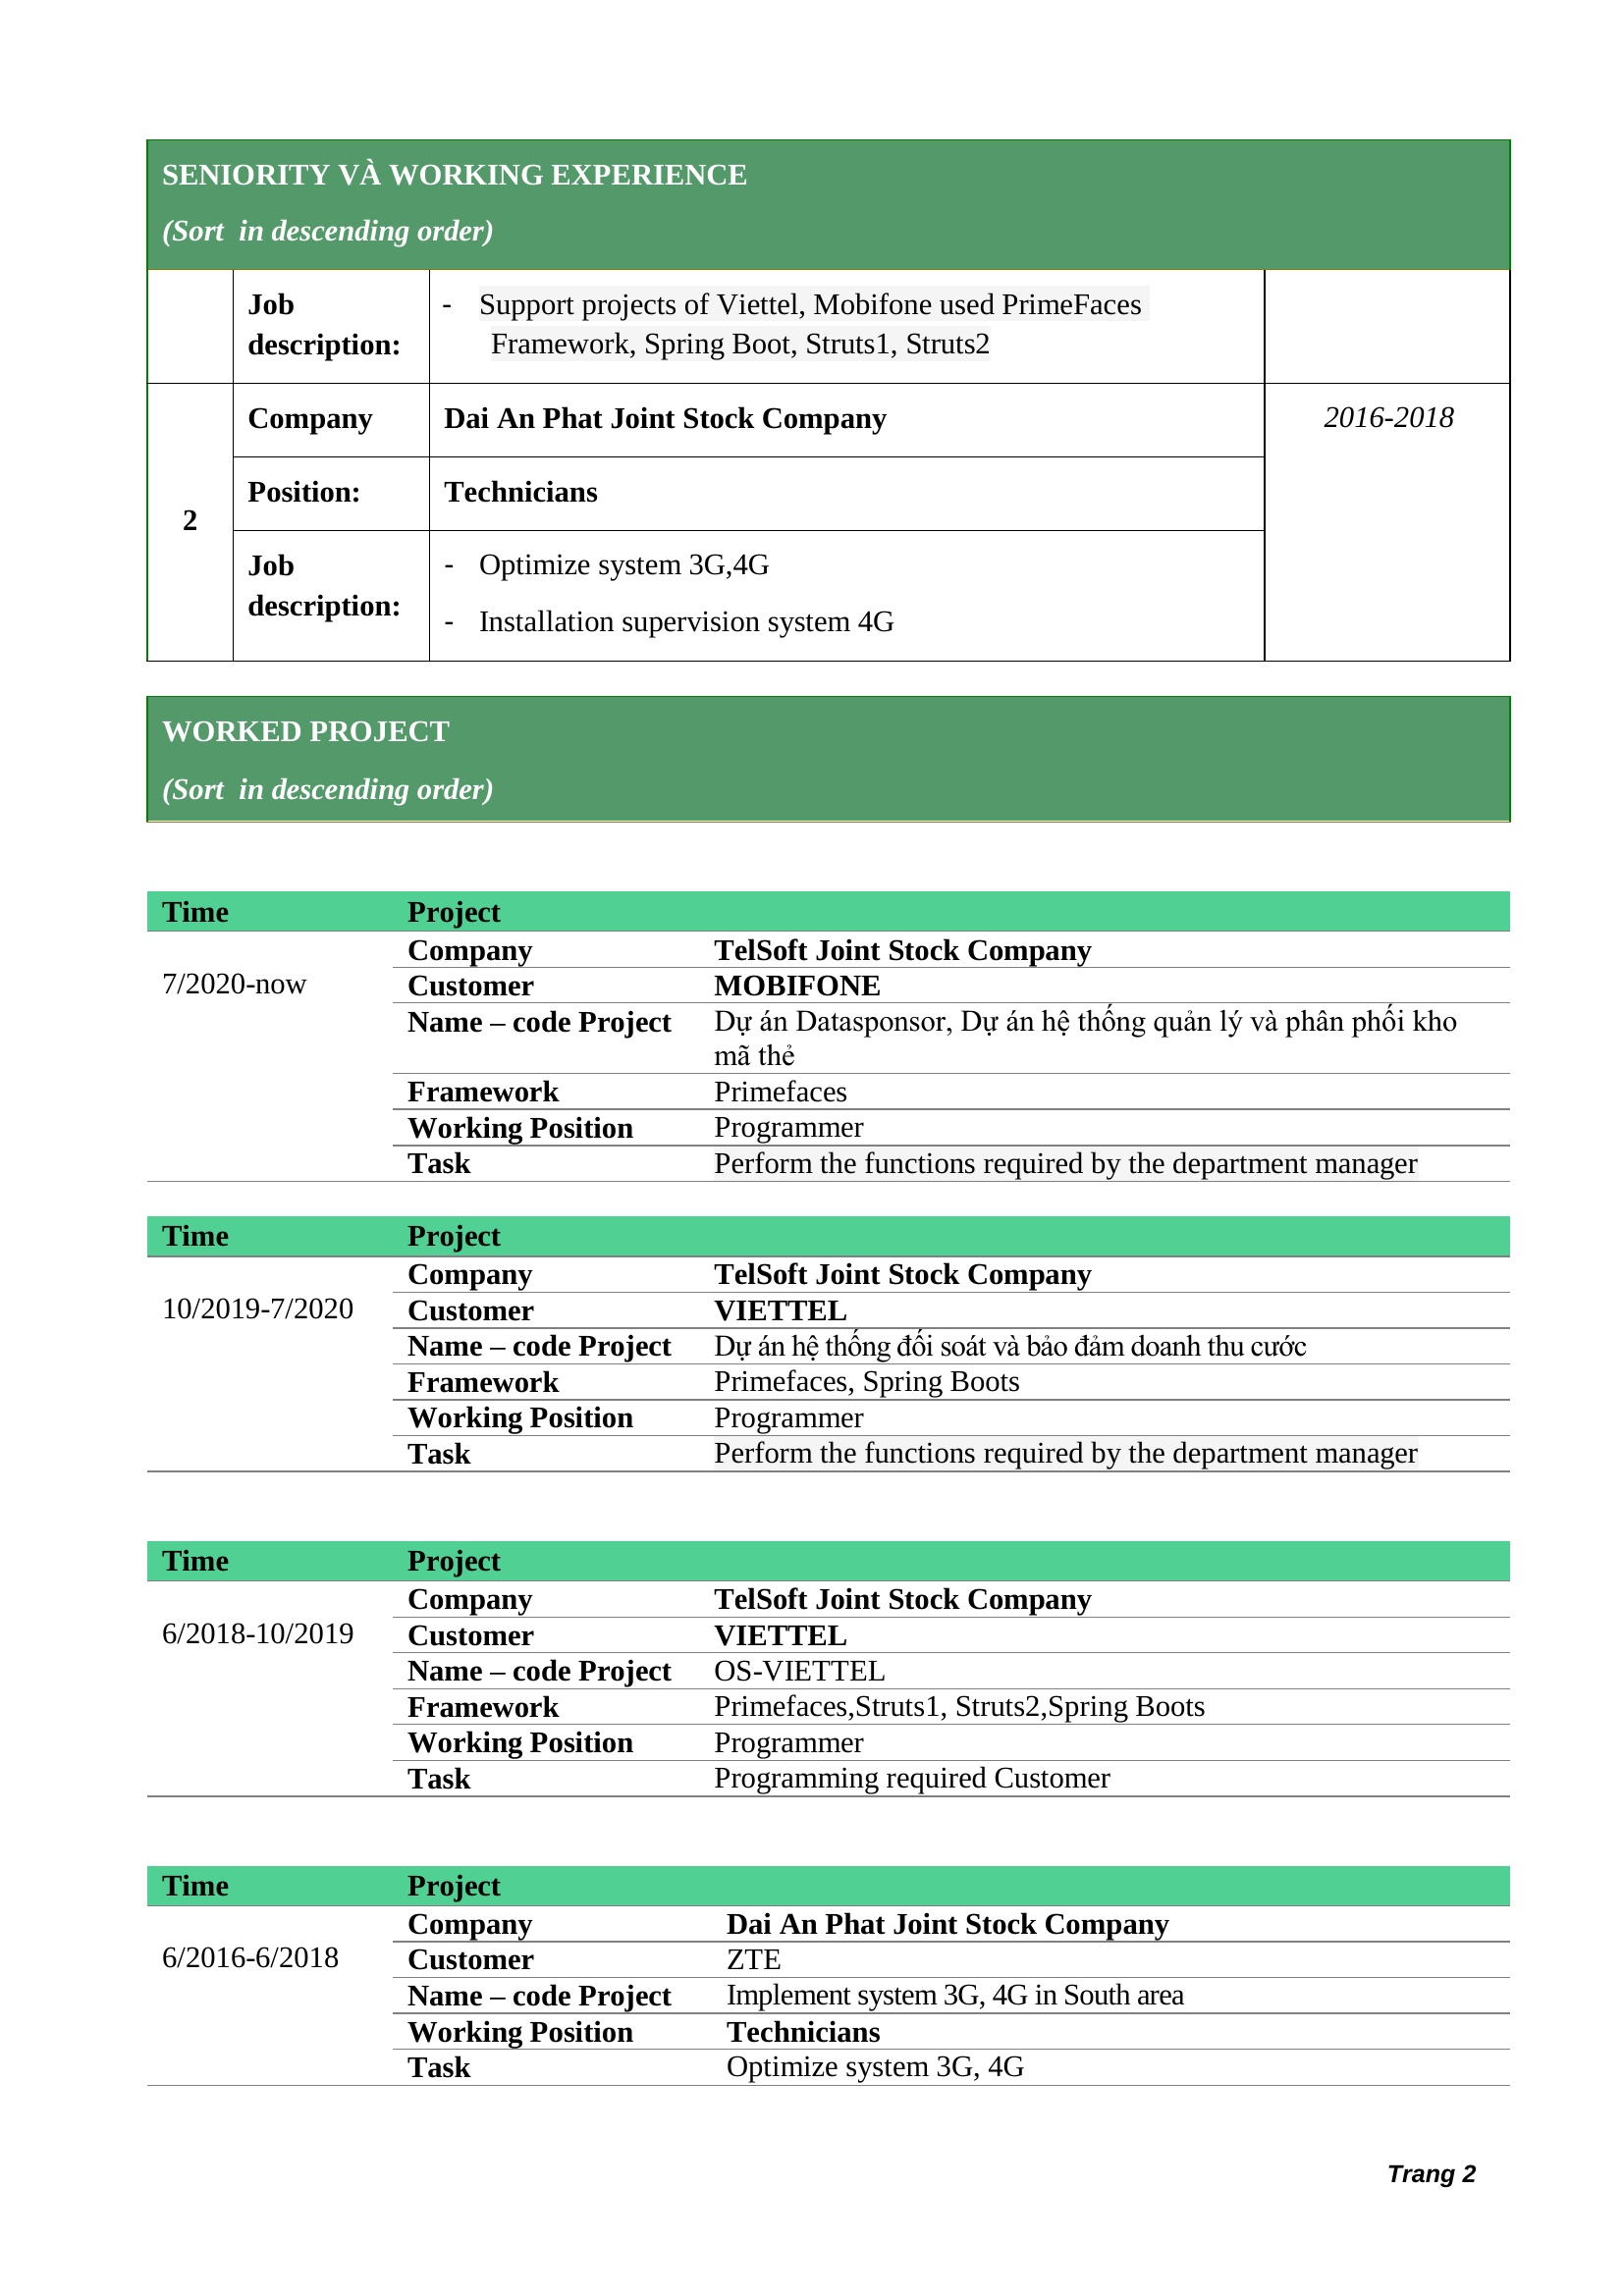 SENIORITY VÀ WORKING EXPERIENCE
(Sort  in descending order)
Job
description:
- Support projects of Viettel, Mobifone used PrimeFaces
Framework, Spring Boot, Struts1, Struts2
2
Company
Dai An Phat Joint Stock Company
2016-2018
Position:
Technicians
Job
description:
- Optimize system 3G,4G
- Installation supervision system 4G
WORKED PROJECT
(Sort  in descending order)
Time Project
7/2020-now
Company TelSoft Joint Stock Company
Customer MOBIFONE
Name – code Project Dự án Datasponsor, Dự án hệ thống quản lý và phân phối kho
mã thẻ
Framework Primefaces
Working Position Programmer
Task Perform the functions required by the department manager
Time Project
10/2019-7/2020
Company TelSoft Joint Stock Company
Customer VIETTEL
Name – code Project Dự án hệ thống đối soát và bảo đảm doanh thu cước
Framework Primefaces, Spring Boots
Working Position Programmer
Task Perform the functions required by the department manager
Time Project
6/2018-10/2019
Company TelSoft Joint Stock Company
Customer VIETTEL
Name – code Project OS-VIETTEL
Framework Primefaces,Struts1, Struts2,Spring Boots
Working Position Programmer
Task Programming required Customer
Time Project
6/2016-6/2018
Company Dai An Phat Joint Stock Company
Customer ZTE
Name – code Project Implement system 3G, 4G in South area
Working Position Technicians
Task Optimize system 3G, 4G
Trang 2